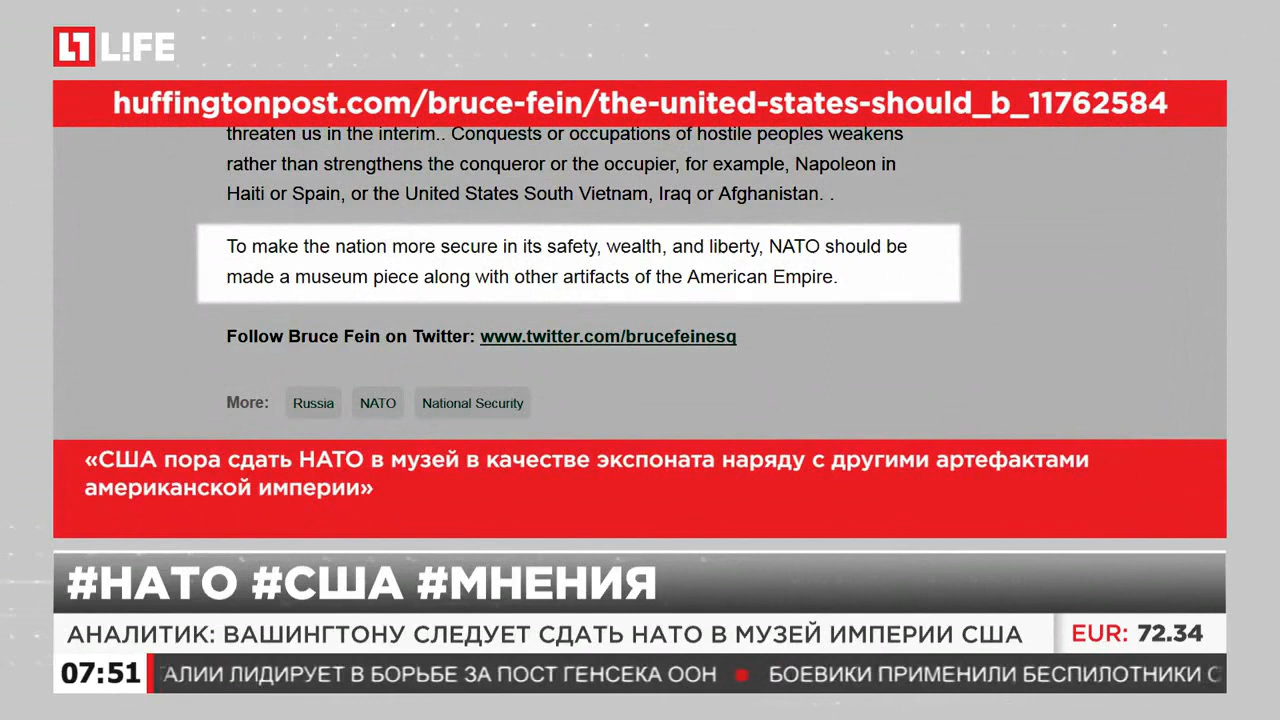 L!FE
huffingtonpost.com/bruce-fein/the-united-states-should_b_11762584
threaten us in the interim.. Conquests or occupations of hostile peoples weakens
rather than strengthens the conqueror or the occupier, for example, Napoleon in
Haiti or Spain, or the United States South Vietnam, Iraq or Afghanistan. .
To make the nation more secure in its safety, wealth, and liberty, NATO should be
made a museum piece along with other artifacts of the American Empire.
Follow Bruce Fein on Twitter: www.twitter.com/brucefeinesq
More: Russia NATO National Security
«США пора сдать НАТО в музей в качестве экспоната наряду с другими артефактами
американской империи»
#НАТО #США #МНЕНИЯ
АНАЛИТИК: ВАШИНГТОНУ СЛЕДУЕТ СДАТЬ НАТО В МУЗЕЙ ИМПЕРИИ США EUR: 72.34
07:51 ТАЛИИ ЛИДИРУЕТ В БОРЬБЕ ЗА ПОСТ ГЕНСЕКА ООН БОЕВИКИ ПРИМЕНИЛИ БЕСПИЛОТНИКИ С